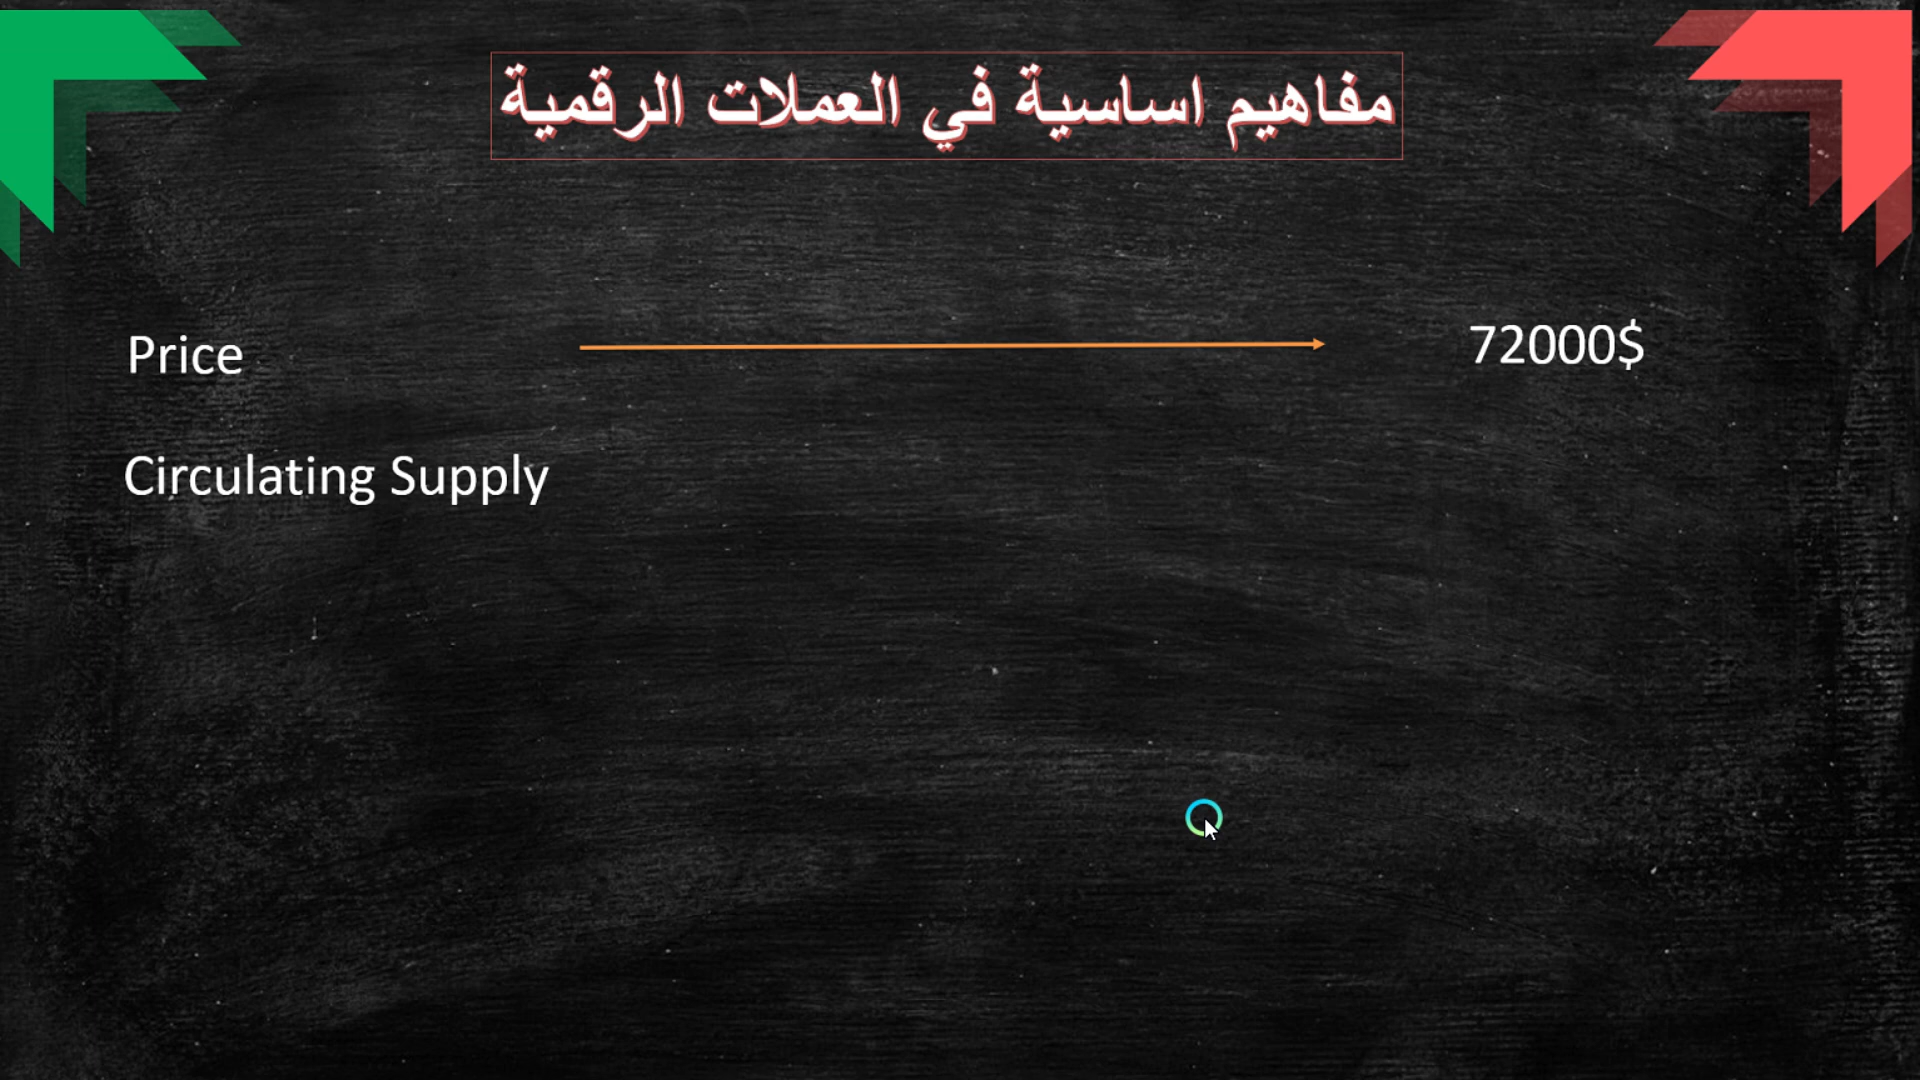 مفاهيم اساسية في العملات الرقمية
Price 72000$
Circulating Supply